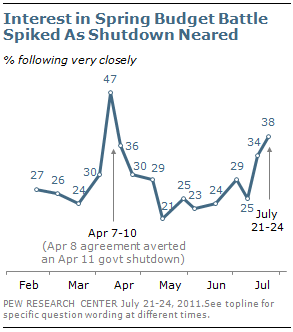 Interest in Spring Budget Battle
Spiked As Shutdown Neared
% following very closely
47
38
36
34
30
30
29
29
27
26
25
25
24
24
23
21
Apr 7-10
July
21-24
(Apr 8 agreement averted
an Apr 11 govt shutdown)
Feb Mar Apr May Jun Jul
PEW RESEARCH CENTER July 21-24, 2011.See topline for
specific question wording at different times.